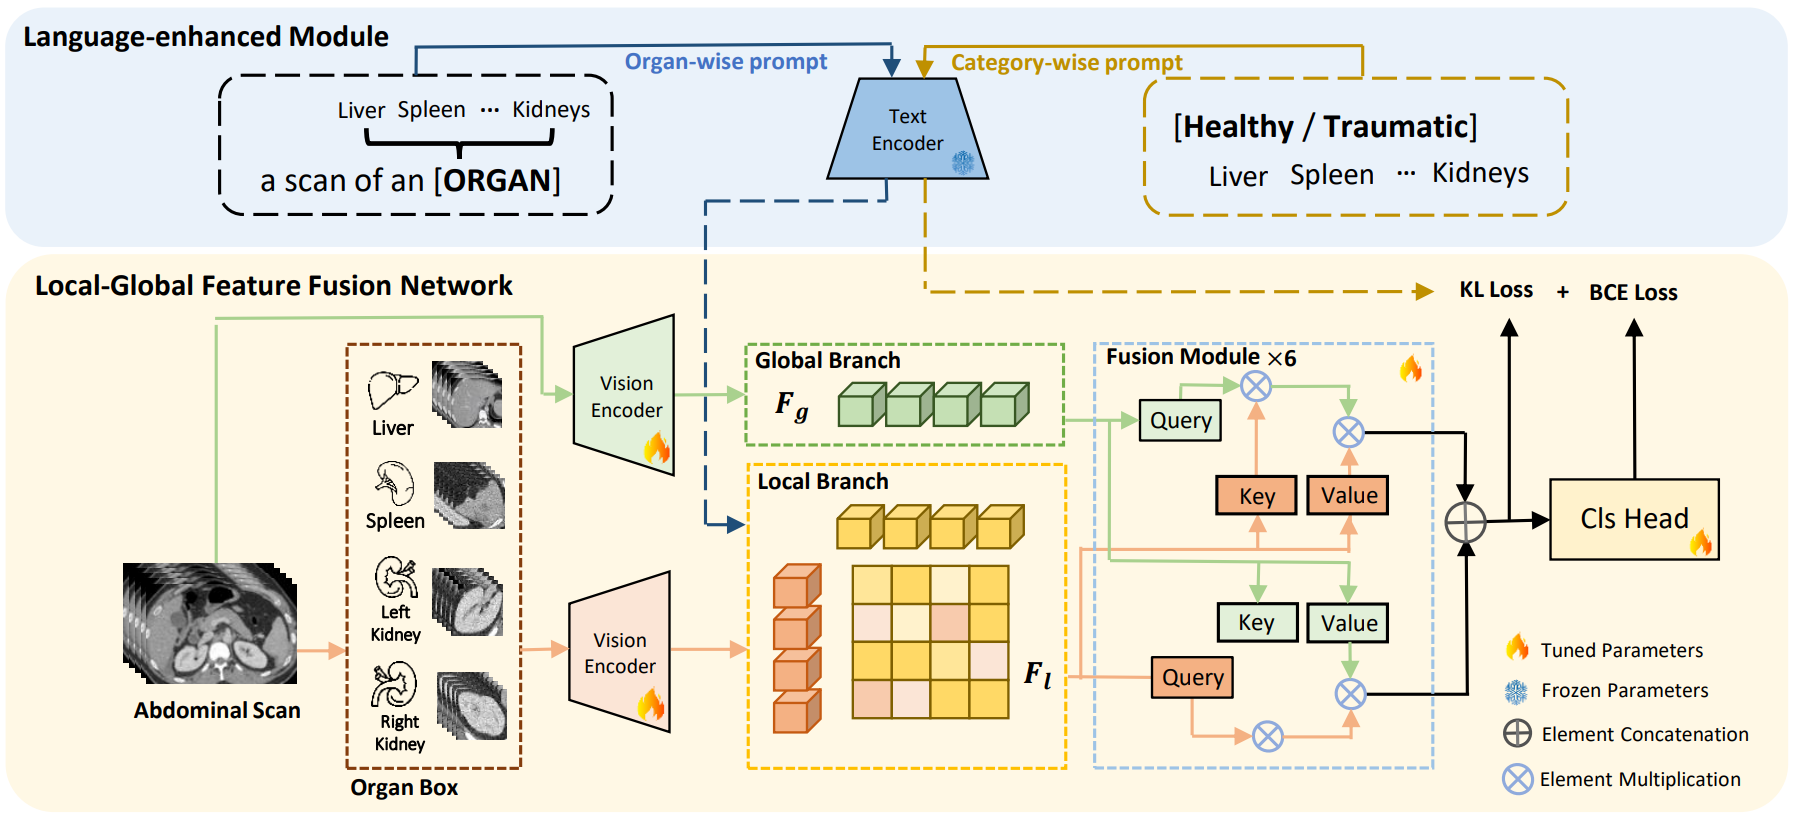 Language-enhanced Module
Organ-wise prompt
Category-wise prompt
Liver Spleen ··· Kidneys
a scan of an [ORGAN]
Text
Encoder
[Healthy / Traumatic]
Liver Spleen ··· Kidneys
Local-Global Feature Fusion Network
KL Loss + BCE Loss
Liver
Spleen
Left
Kidney
Right
Kidney
Organ Box
Abdominal Scan
Vision
Encoder
Vision
Encoder
Global Branch
F_g
Local Branch
F_l
Fusion Module ×6
Query
Key
Value
Key
Value
Query
Cls Head
Tuned Parameters
Frozen Parameters
Element Concatenation
Element Multiplication